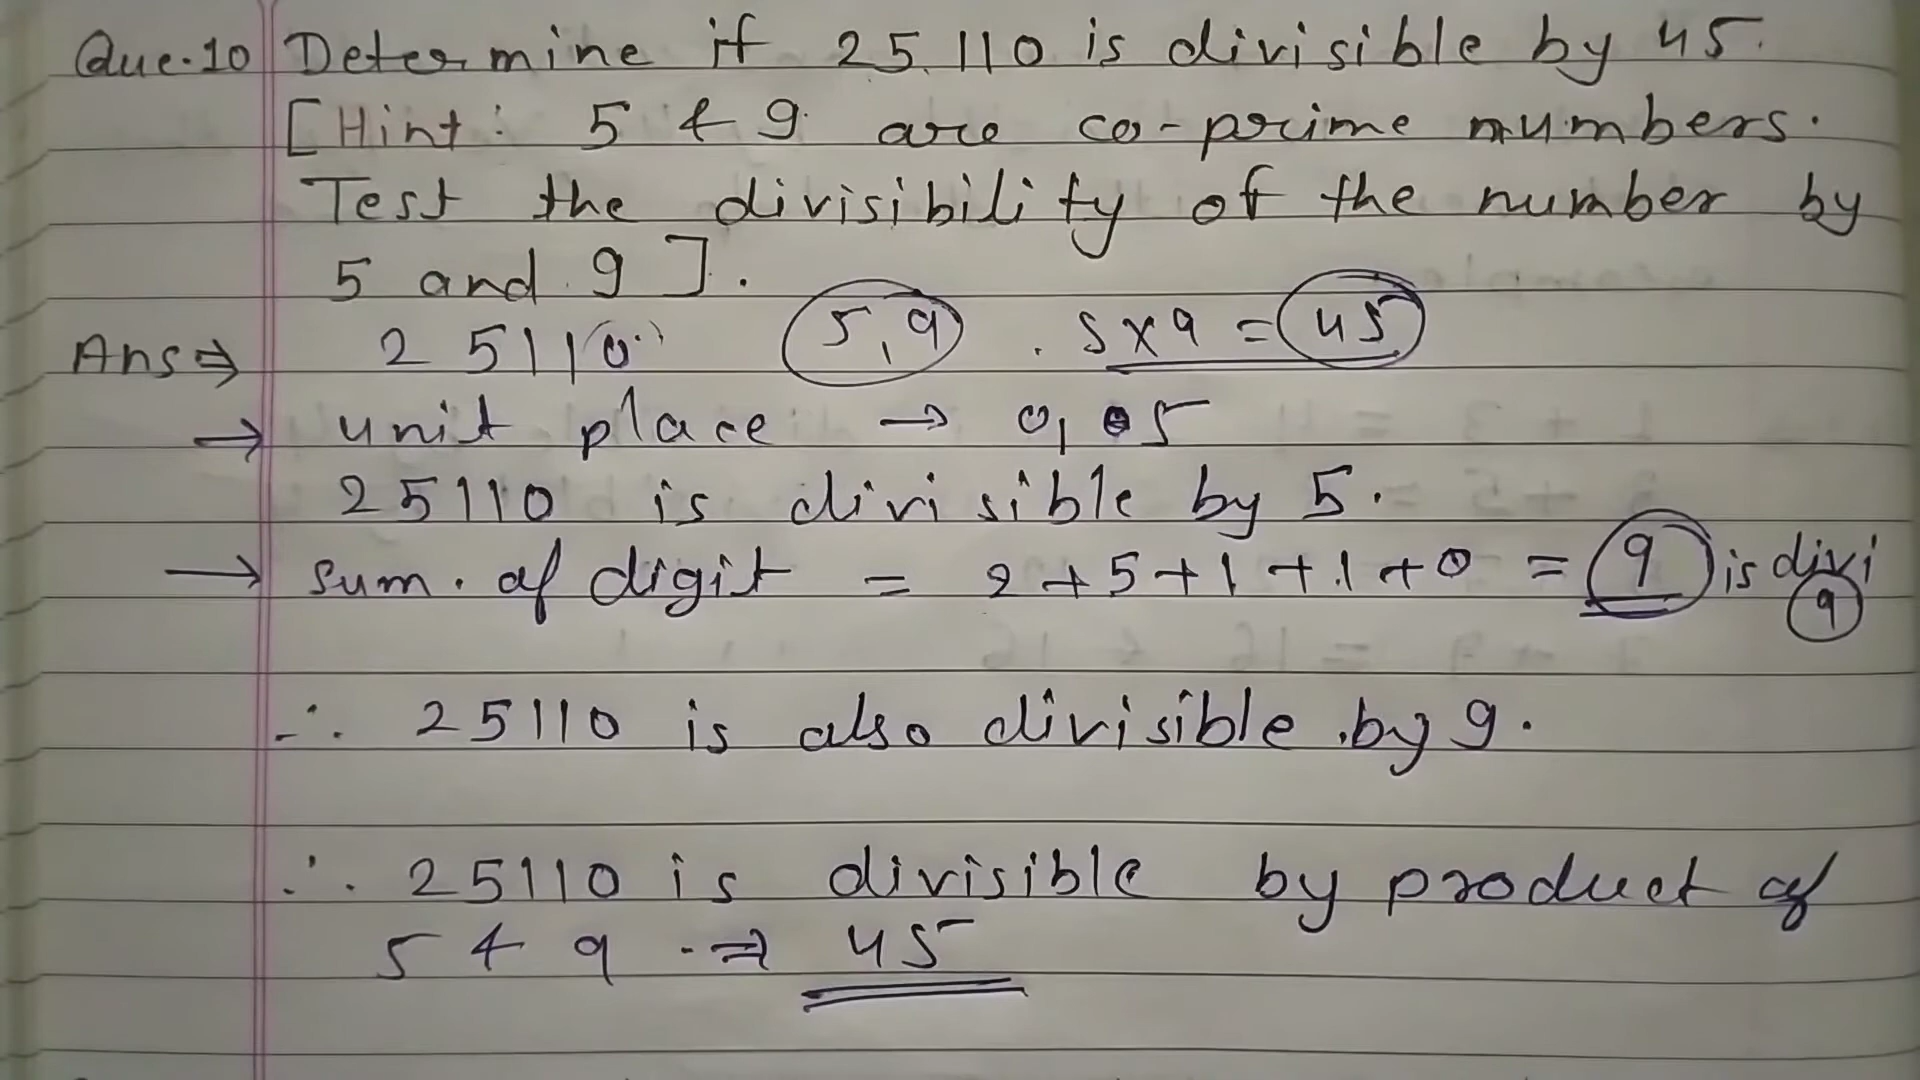 Que.10 Determine if 25110 is divisible by 45.
[Hint: 5 & 9 are co-prime numbers.
Test the divisibility of the number by
5 and 9].
Ans ⇒ 25110 5,9 . 5x9 = 45
→ unit place → 0, 5
25110 is divisible by 5.
→ sum. of digit = 2+5+1+1+0 = 9 is divi
9
∴ 25110 is also divisible by 9.
∴ 25110 is divisible by product of
5 & 9 ⇒ 45